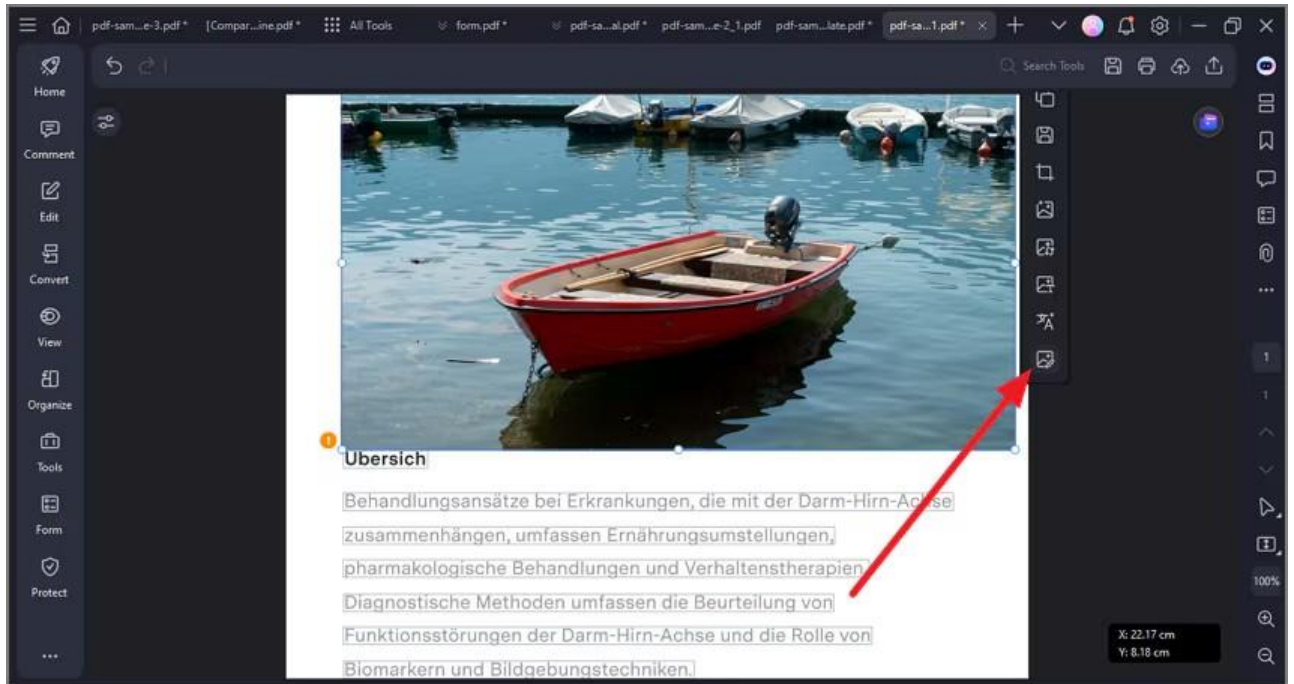 pdf-sam...e-3.pdf *
[Compar...ine.pdf *
All Tools
form.pdf *
pdf-sa...al.pdf *
pdf-sam...e-2_1.pdf
pdf-sam...late.pdf *
pdf-sa...1.pdf *
Search Tools
Home
Comment
Edit
Convert
View
Organize
Tools
Form
Protect
1
Übersich
Behandlungsansätze bei Erkrankungen, die mit der Darm-Hirn-Achse
zusammenhängen, umfassen Ernährungsumstellungen,
pharmakologische Behandlungen und Verhaltenstherapien.
Diagnostische Methoden umfassen die Beurteilung von
Funktionsstörungen der Darm-Hirn-Achse und die Rolle von
Biomarkern und Bildgebungstechniken.
1
1
100%
X: 22.17 cm
Y: 8.18 cm